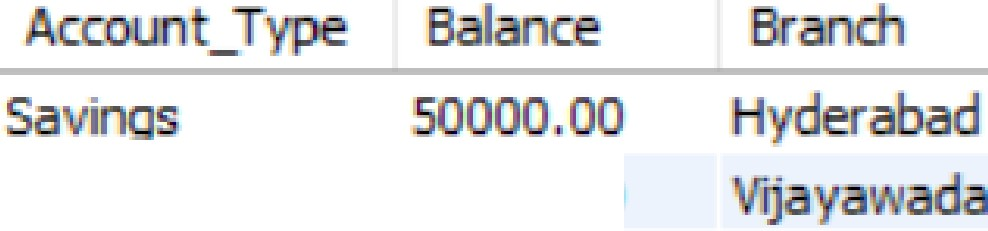 Account_Type Balance Branch
Savings 50000.00 Hyderabad
Vijayawada